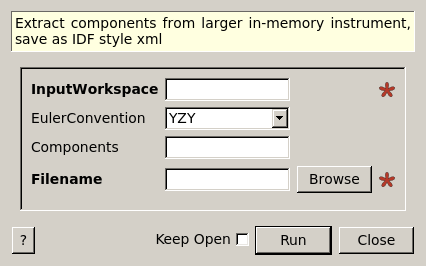 Extract components from larger in-memory instrument,
save as IDF style xml
InputWorkspace
EulerConvention YZY
Components
Filename Browse
? Keep Open Run Close